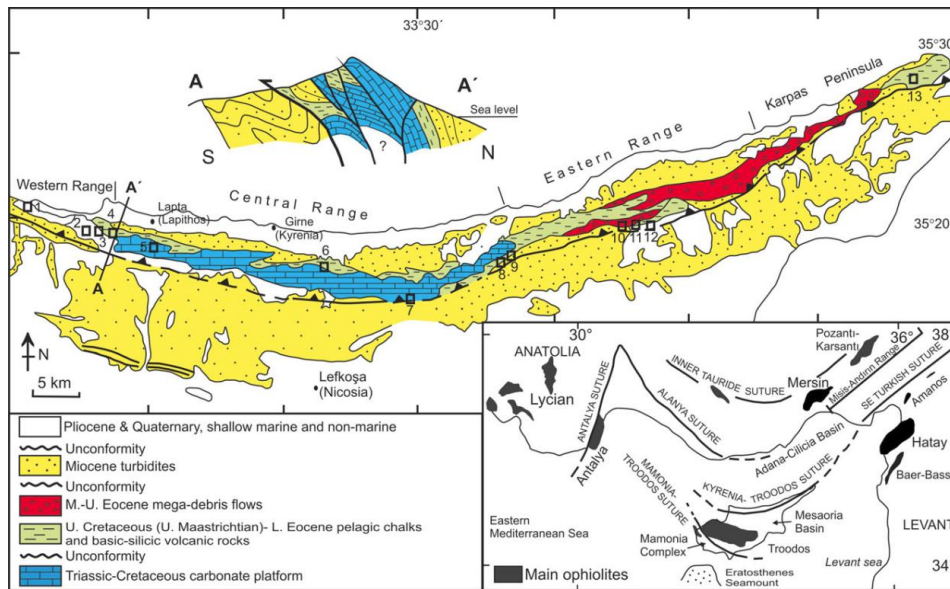 33°30´
35°30
A
A´
Sea level
?
S
N
Karpas Peninsula
13
Eastern Range
Western Range
A´
1
2
4
3
Lapta
(Lapithos)
Central Range
Girne
(Kyrenia)
5
6
10
11
12
35°20
8
9
7
A
N
5 km
Lefkoşa
(Nicosia)
Pliocene & Quaternary, shallow marine and non-marine
Unconformity
Miocene turbidites
Unconformity
M.-U. Eocene mega-debris flows
U. Cretaceous (U. Maastrichtian)- L. Eocene pelagic chalks
and basic-silicic volcanic rocks
Unconformity
Triassic-Cretaceous carbonate platform
30°
36°
38
ANATOLIA
Lycian
ANTALYA SUTURE
Antalya
INNER TAURIDE
SUTURE
ALANYA SUTURE
Pozantı-
Karsantı
Mersin
Misis-Andırın Range
SE TURKISH SUTURE
Amanos
Hatay
Baer-Bass
Adana-Cilicia Basin
KYRENIA-TROODOS SUTURE
MAMONIA-
TROODOS SUTURE
Eastern
Mediterranean Sea
Mesaoria
Basin
Mamonia
Complex
Troodos
LEVANT
Levant sea
Main ophiolites
Eratosthenes
Seamount
34